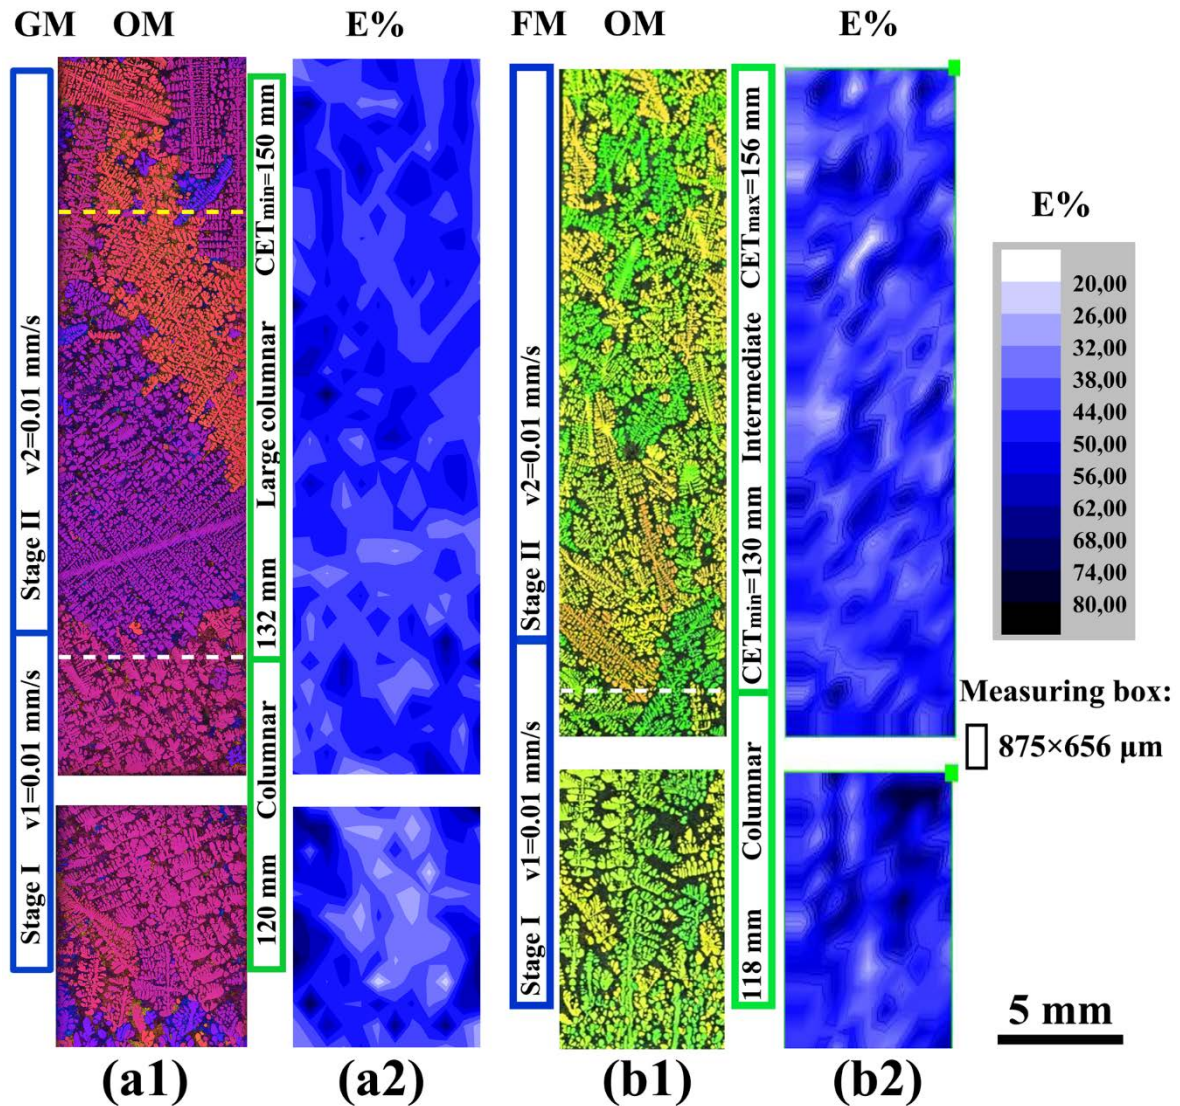 GM OM E% FM OM E%
Stage II v2=0.01 mm/s
Stage I v1=0.01 mm/s
CETmin=150 mm
Large columnar
132 mm
Columnar
120 mm
Stage II v2=0.01 mm/s
Stage I v1=0.01 mm/s
CETmax=156 mm
Intermediate
CETmin=130 mm
Columnar
118 mm
E%
20,00
26,00
32,00
38,00
44,00
50,00
56,00
62,00
68,00
74,00
80,00
Measuring box:
875×656 µm
5 mm
(a1) (a2) (b1) (b2)